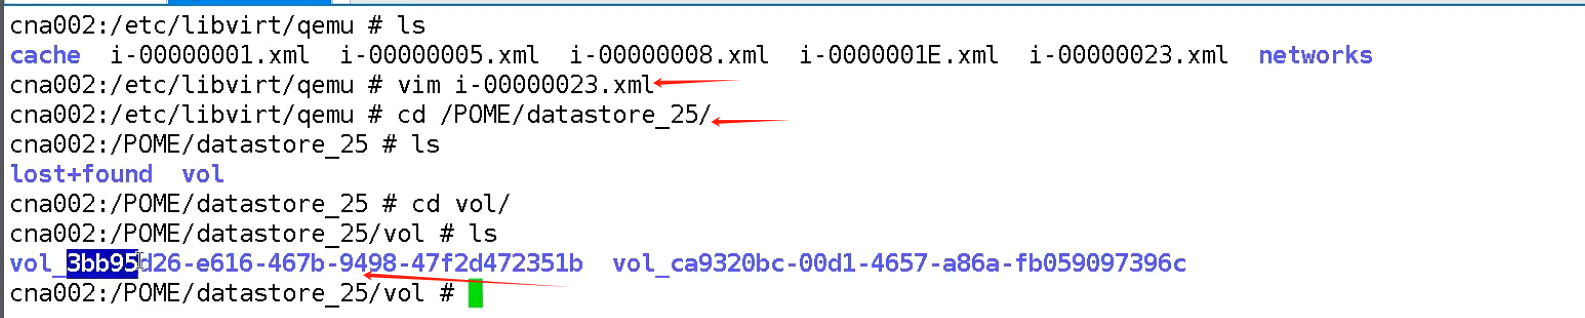 cna002:/etc/libvirt/qemu # ls
cache  i-00000001.xml  i-00000005.xml  i-00000008.xml  i-0000001E.xml  i-00000023.xml  networks
cna002:/etc/libvirt/qemu # vim i-00000023.xml
cna002:/etc/libvirt/qemu # cd /POME/datastore_25/
cna002:/POME/datastore_25 # ls
lost+found  vol
cna002:/POME/datastore_25 # cd vol/
cna002:/POME/datastore_25/vol # ls
vol_3bb95d26-e616-467b-9498-47f2d472351b  vol_ca9320bc-00d1-4657-a86a-fb059097396c
cna002:/POME/datastore_25/vol #